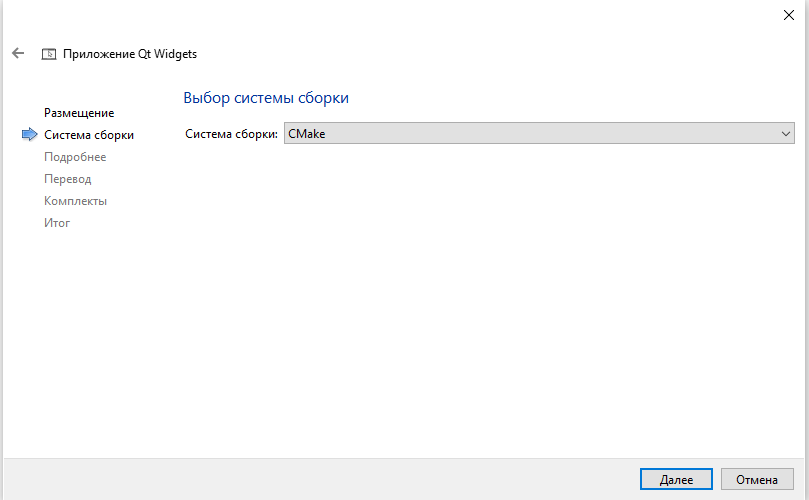 Приложение Qt Widgets
Выбор системы сборки
Размещение
Система сборки
Подробнее
Перевод
Комплекты
Итог
Система сборки: CMake
Далее
Отмена